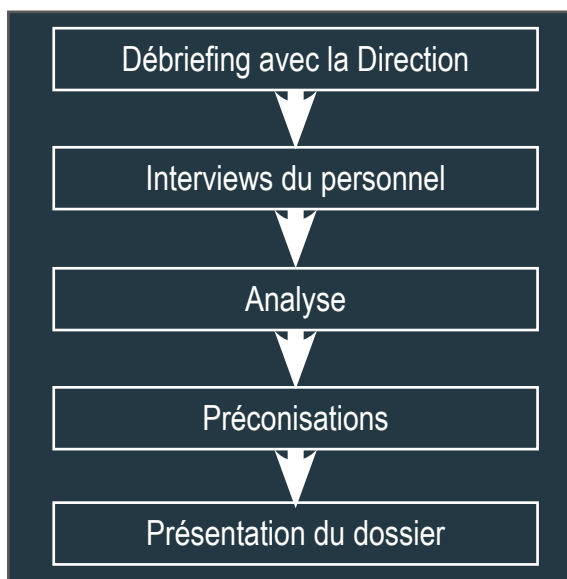 Débriefing avec la Direction
Interviews du personnel
Analyse
Préconisations
Présentation du dossier